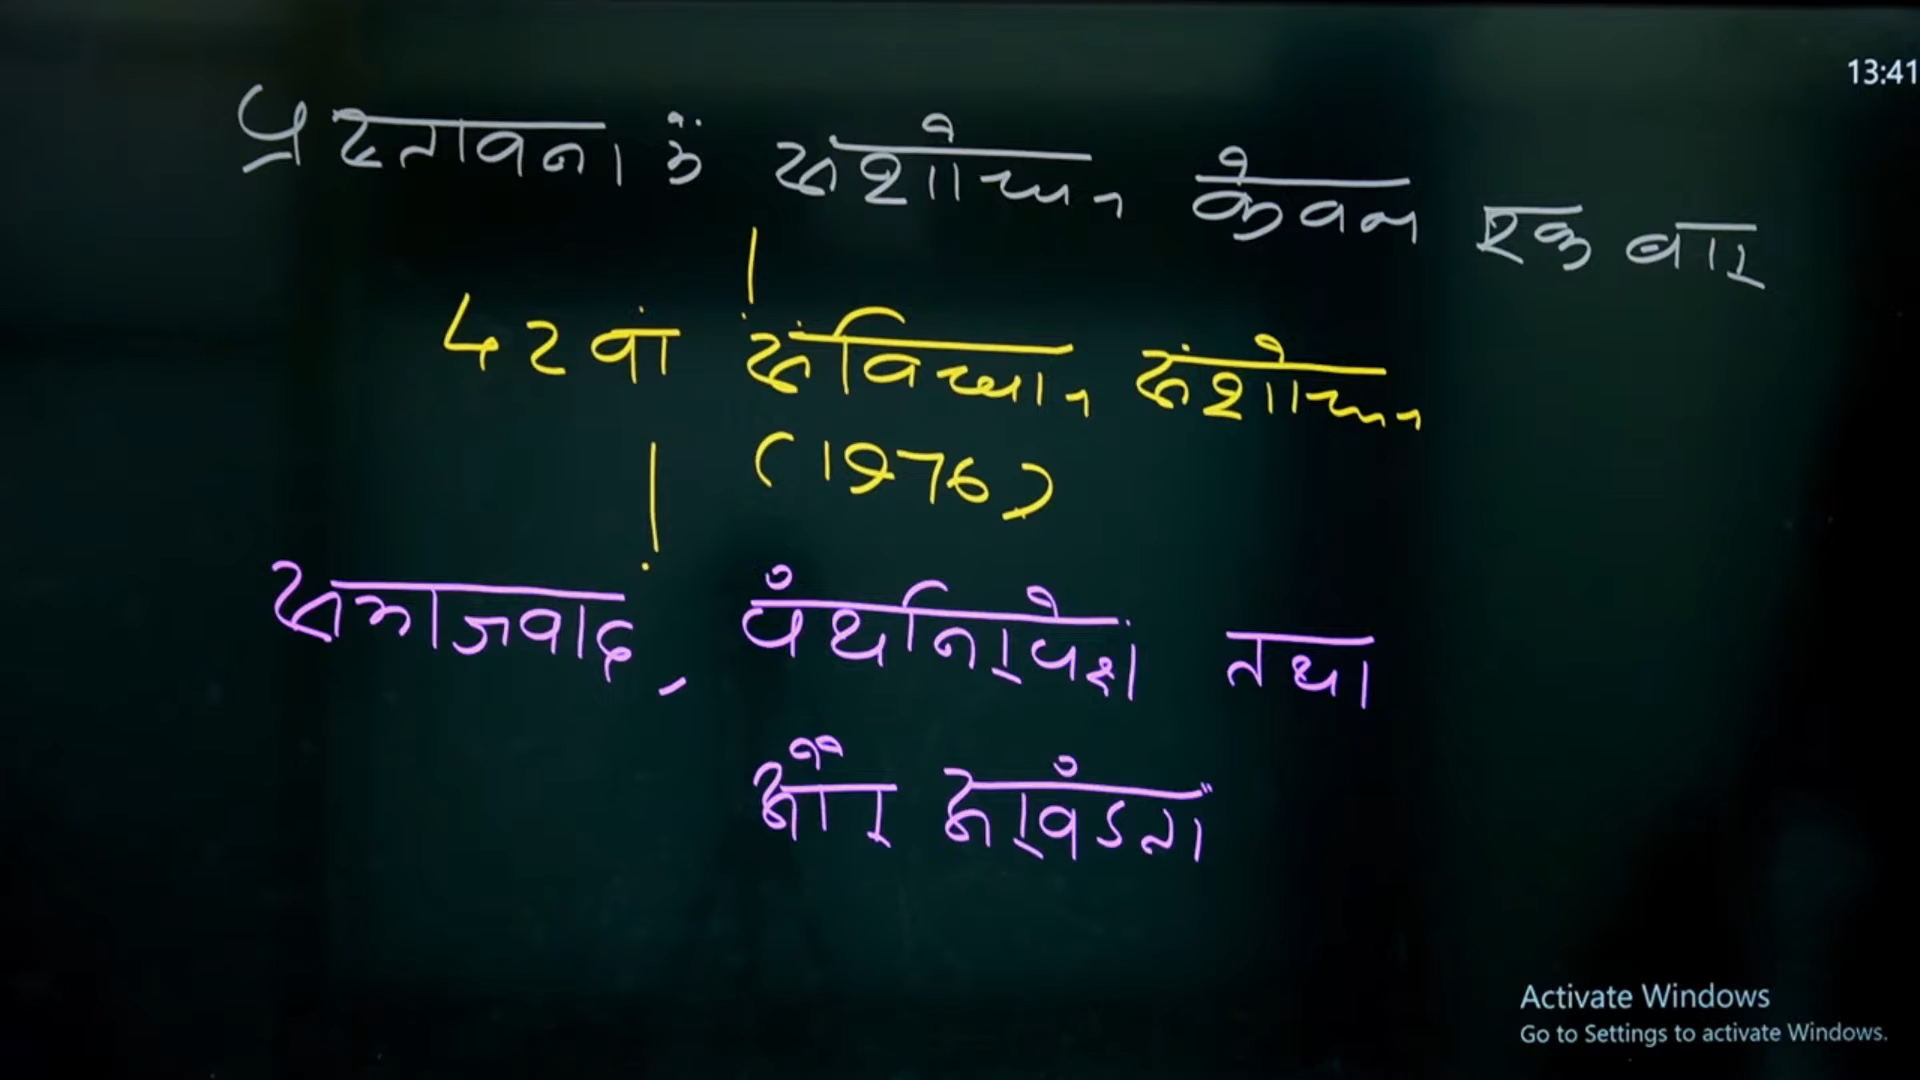 13:41
प्रस्तावना में संशोधन केवल एक बार
42वां संविधान संशोधन
(1976)
समाजवाद, पंथनिरपेक्ष तथा
और अखंडता
Activate Windows
Go to Settings to activate Windows.